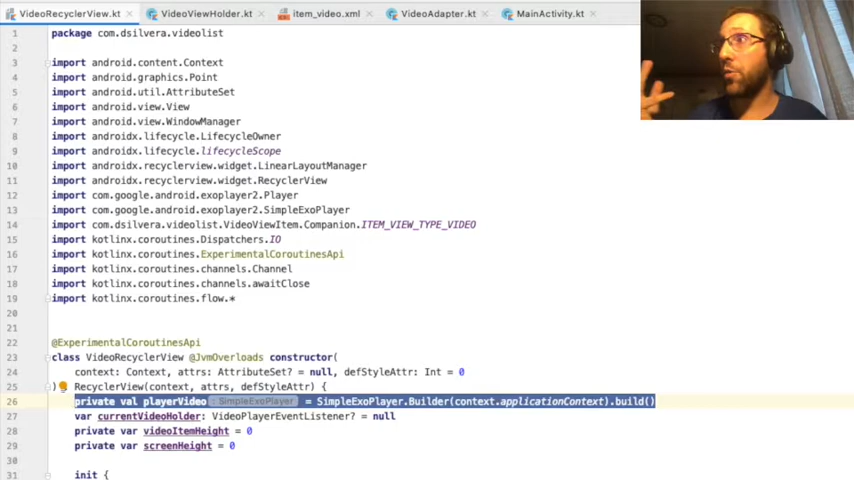 VideoRecyclerView.kt VideoViewHolder.kt item_video.xml VideoAdapter.kt MainActivity.kt
1 package com.dsilvera.videolist
2
3 import android.content.Context
4 import android.graphics.Point
5 import android.util.AttributeSet
6 import android.view.View
7 import android.view.WindowManager
8 import androidx.lifecycle.LifecycleOwner
9 import androidx.lifecycle.lifecycleScope
10 import androidx.recyclerview.widget.LinearLayoutManager
11 import androidx.recyclerview.widget.RecyclerView
12 import com.google.android.exoplayer2.Player
13 import com.google.android.exoplayer2.SimpleExoPlayer
14 import com.dsilvera.videolist.VideoViewItem.Companion.ITEM_VIEW_TYPE_VIDEO
15 import kotlinx.coroutines.Dispatchers.IO
16 import kotlinx.coroutines.ExperimentalCoroutinesApi
17 import kotlinx.coroutines.channels.Channel
18 import kotlinx.coroutines.channels.awaitClose
19 import kotlinx.coroutines.flow.*
20
21
22 @ExperimentalCoroutinesApi
23 class VideoRecyclerView @JvmOverloads constructor(
24 context: Context, attrs: AttributeSet? = null, defStyleAttr: Int = 0
25 ) RecyclerView(context, attrs, defStyleAttr) {
26 private val playerVideo : SimpleExoPlayer = SimpleExoPlayer.Builder(context.applicationContext).build()
27 var currentVideoHolder: VideoPlayerEventListener? = null
28 private var videoItemHeight = 0
29 private var screenHeight = 0
30
31 init {